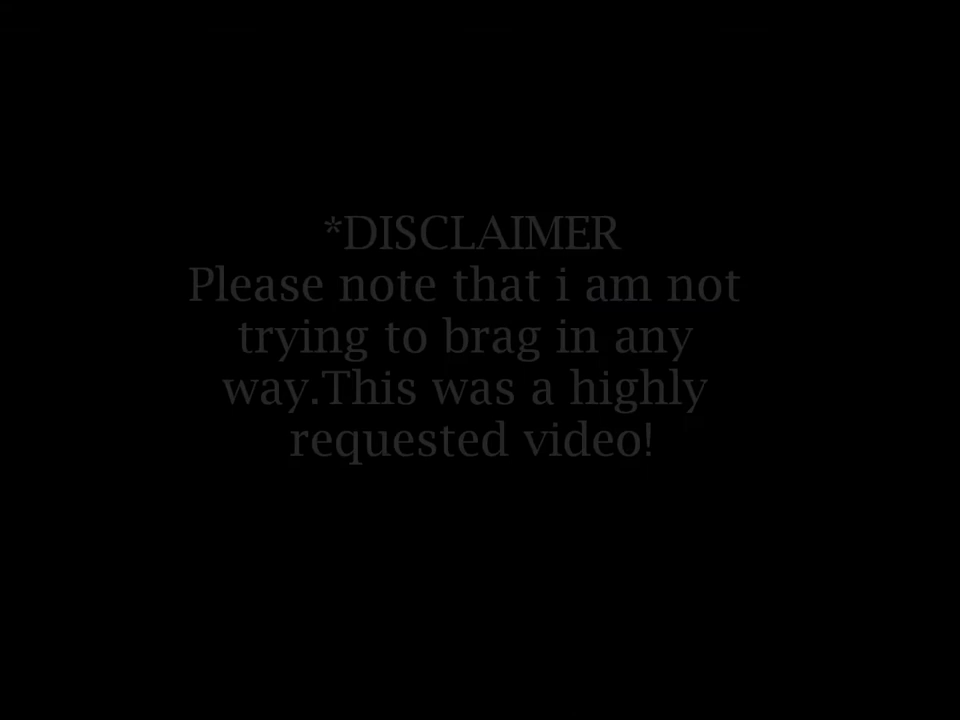 *DISCLAIMER
Please note that i am not
trying to brag in any
way.This was a highly
requested video!